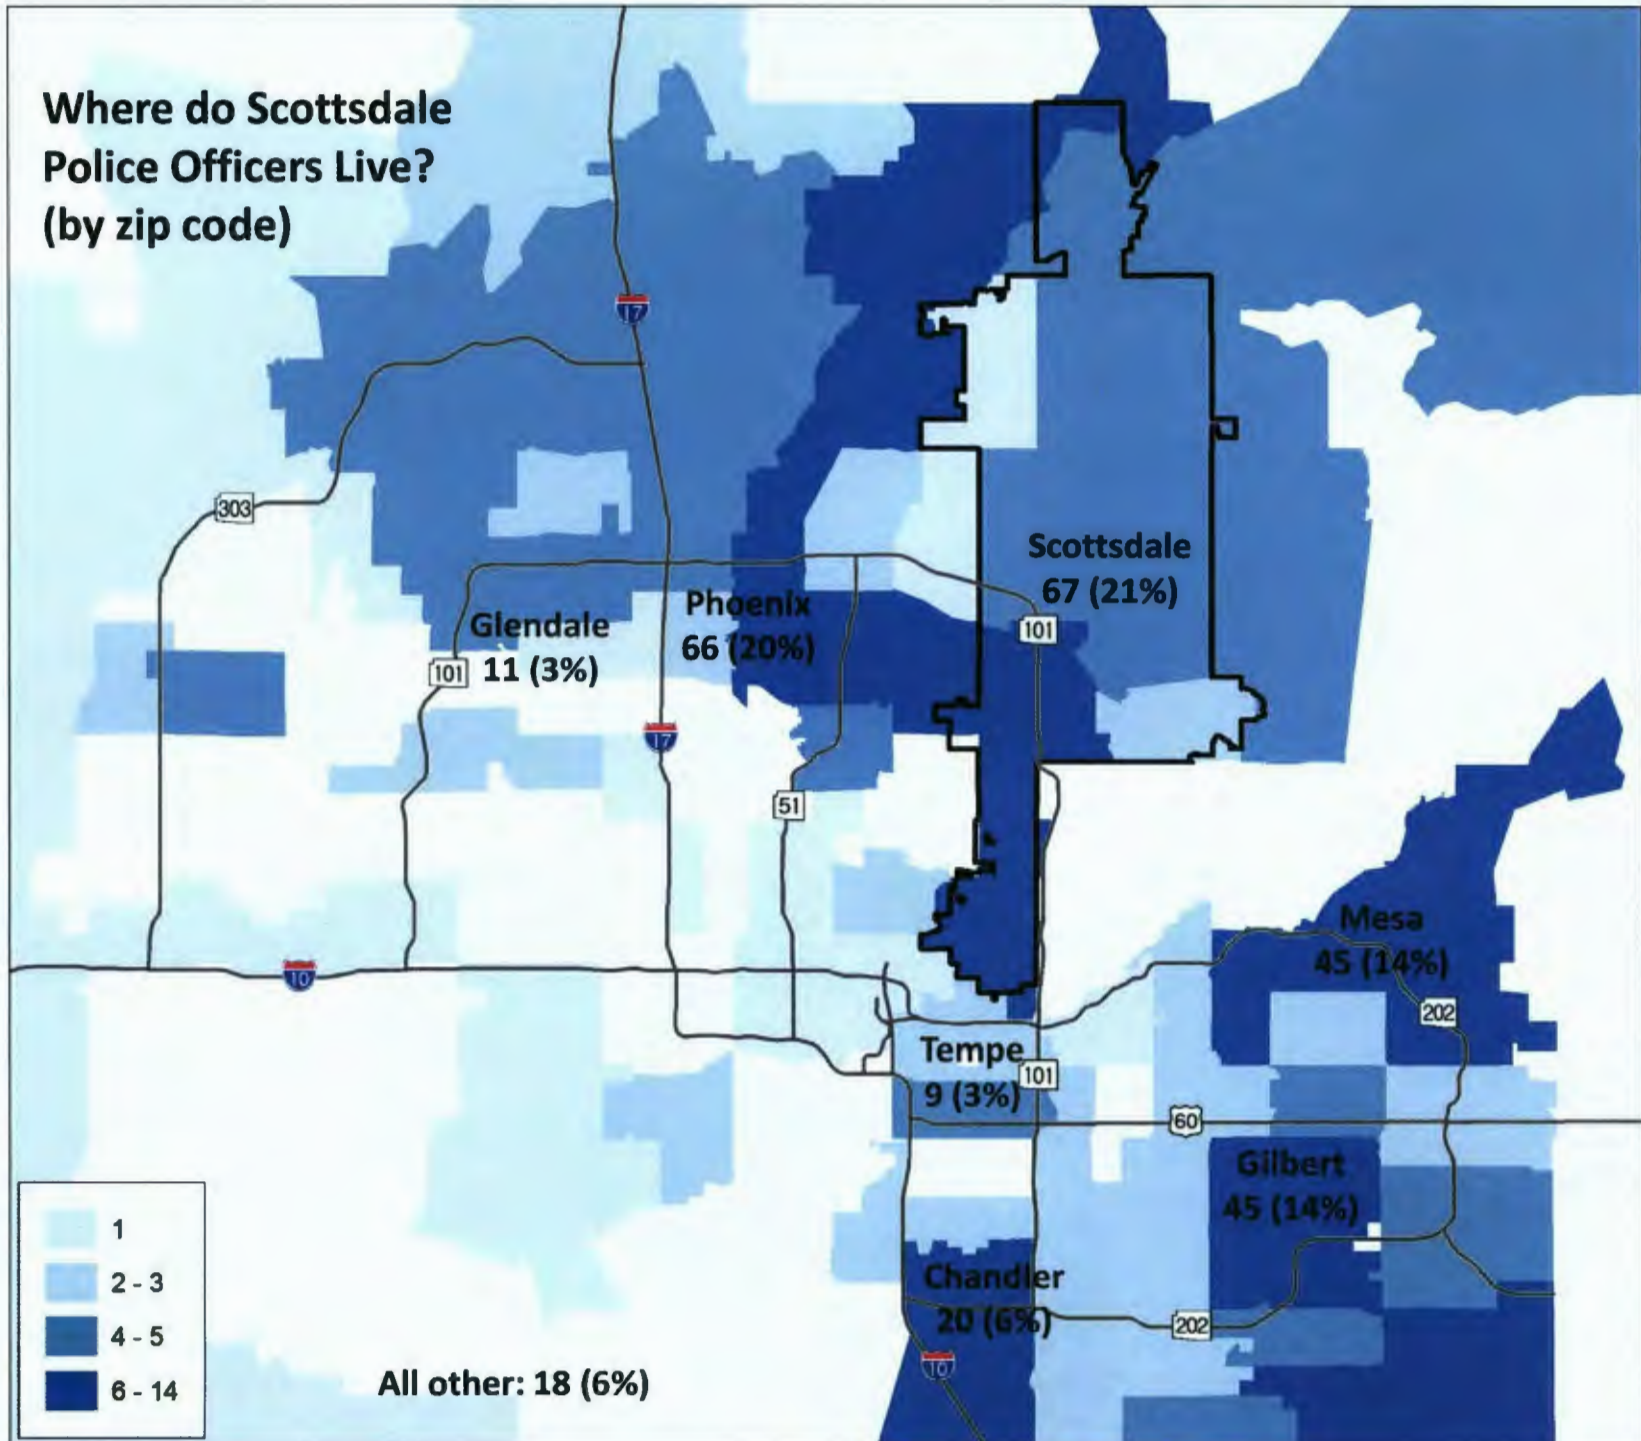 Where do Scottsdale
Police Officers Live?
(by zip code)
17
303
Scottsdale
67 (21%)
Phoenix
66 (20%)
Glendale
11 (3%)
101
101
17
51
Mesa
45 (14%)
10
202
Tempe
9 (3%)
101
60
Gilbert
45 (14%)
Chandler
20 (6%)
202
10
1
2 - 3
4 - 5
6 - 14
All other: 18 (6%)